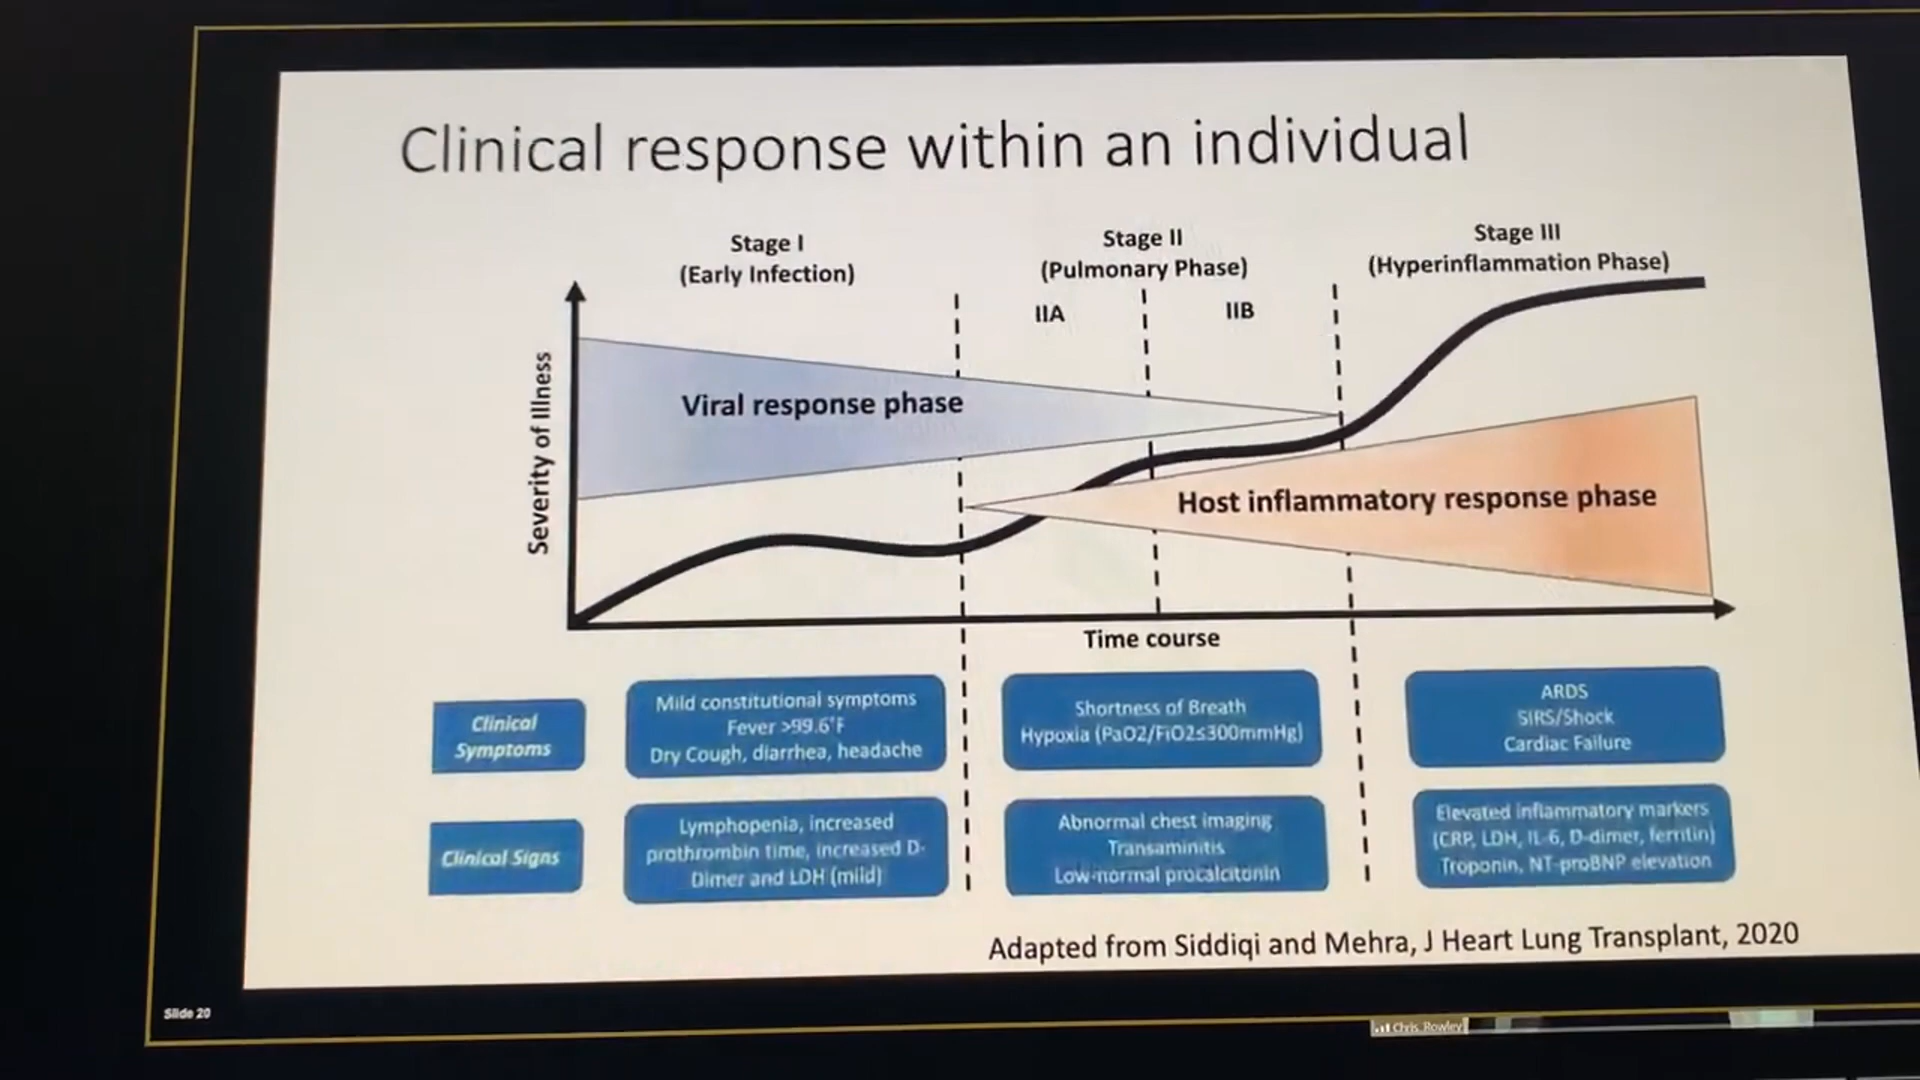 Clinical response within an individual
Stage I
(Early Infection)
Stage II
(Pulmonary Phase)
IIA
IIB
Stage III
(Hyperinflammation Phase)
Severity of Illness
Viral response phase
Host inflammatory response phase
Time course
Clinical
Symptoms
Mild constitutional symptoms
Fever >99.6°F
Dry Cough, diarrhea, headache
Shortness of Breath
Hypoxia (PaO2/FiO2≤300mmHg)
ARDS
SIRS/Shock
Cardiac Failure
Clinical Signs
Lymphopenia, increased
prothrombin time, increased D-
Dimer and LDH (mild)
Abnormal chest imaging
Transaminitis
Low-normal procalcitonin
Elevated inflammatory markers
(CRP, LDH, IL-6, D-dimer, ferritin)
Troponin, NT-proBNP elevation
Adapted from Siddiqi and Mehra, J Heart Lung Transplant, 2020
Slide 20
Chris Rowley